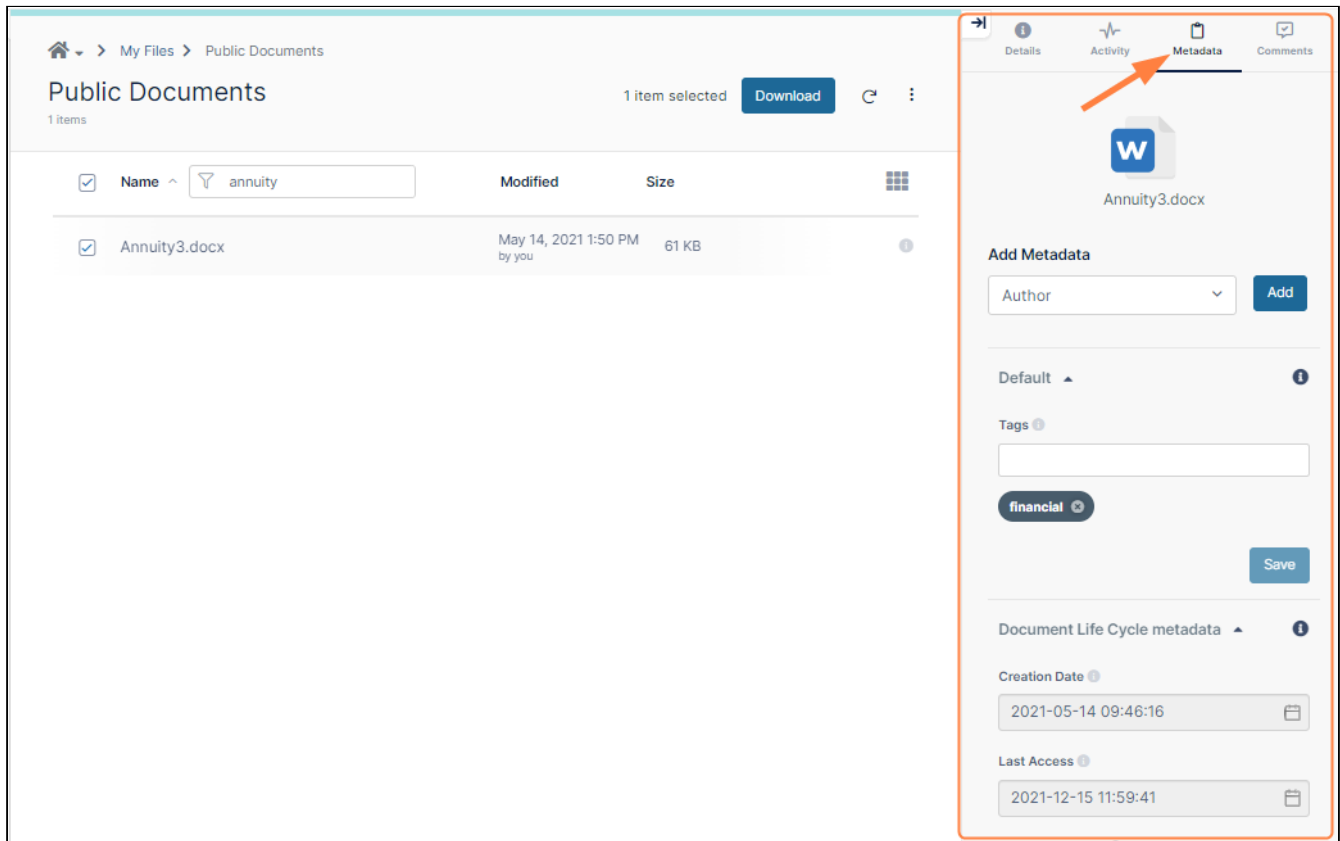 My Files > Public Documents
Public Documents
1 items
1 item selected
Download
Name
annuity
Modified
Size
Annuity3.docx
May 14, 2021 1:50 PM
by you
61 KB
Details
Activity
Metadata
Comments
W
Annuity3.docx
Add Metadata
Author
Add
Default
Tags
financial
Save
Document Life Cycle metadata
Creation Date
2021-05-14 09:46:16
Last Access
2021-12-15 11:59:41